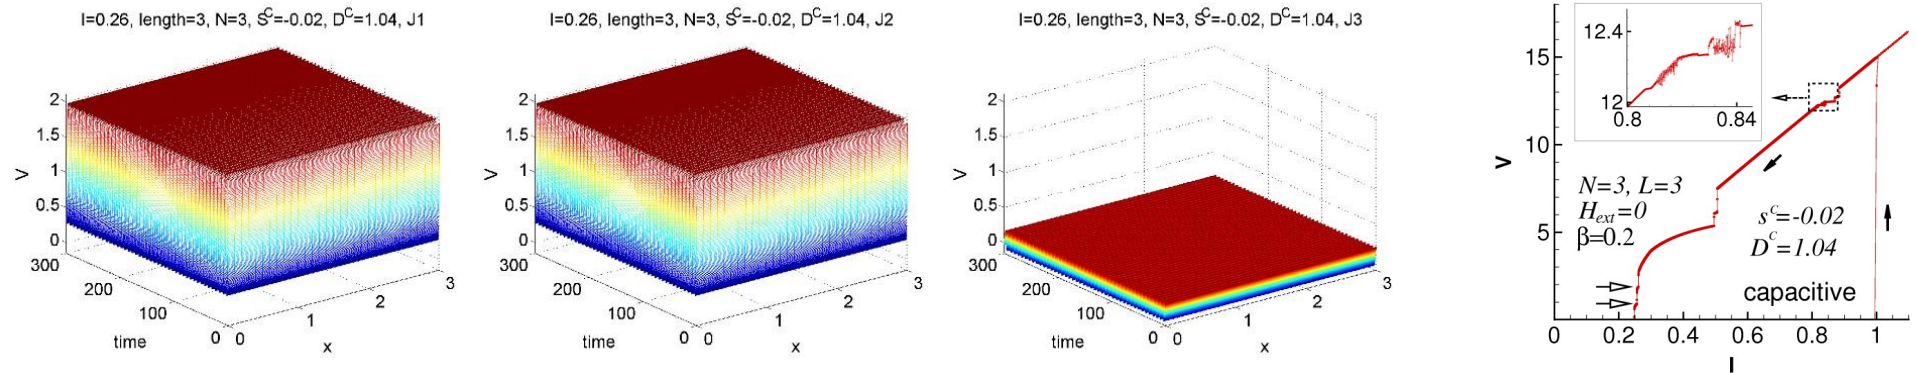 I=0.26, length=3, N=3, S^C=-0.02, D^C=1.04, J1
2
1.5
1
0.5
0
V
300
200
100
0
time
0
1
2
3
x
I=0.26, length=3, N=3, S^C=-0.02, D^C=1.04, J2
2
1.5
1
0.5
0
V
300
200
100
0
time
0
1
2
3
x
I=0.26, length=3, N=3, S^C=-0.02, D^C=1.04, J3
2
1.5
1
0.5
0
V
300
200
100
0
time
0
1
2
3
x
15
10
5
V
12.4
12
0.8
0.84
N=3, L=3
H_ext=0
β=0.2
s^C=-0.02
D^C=1.04
capacitive
0
0.2
0.4
0.6
0.8
1
I